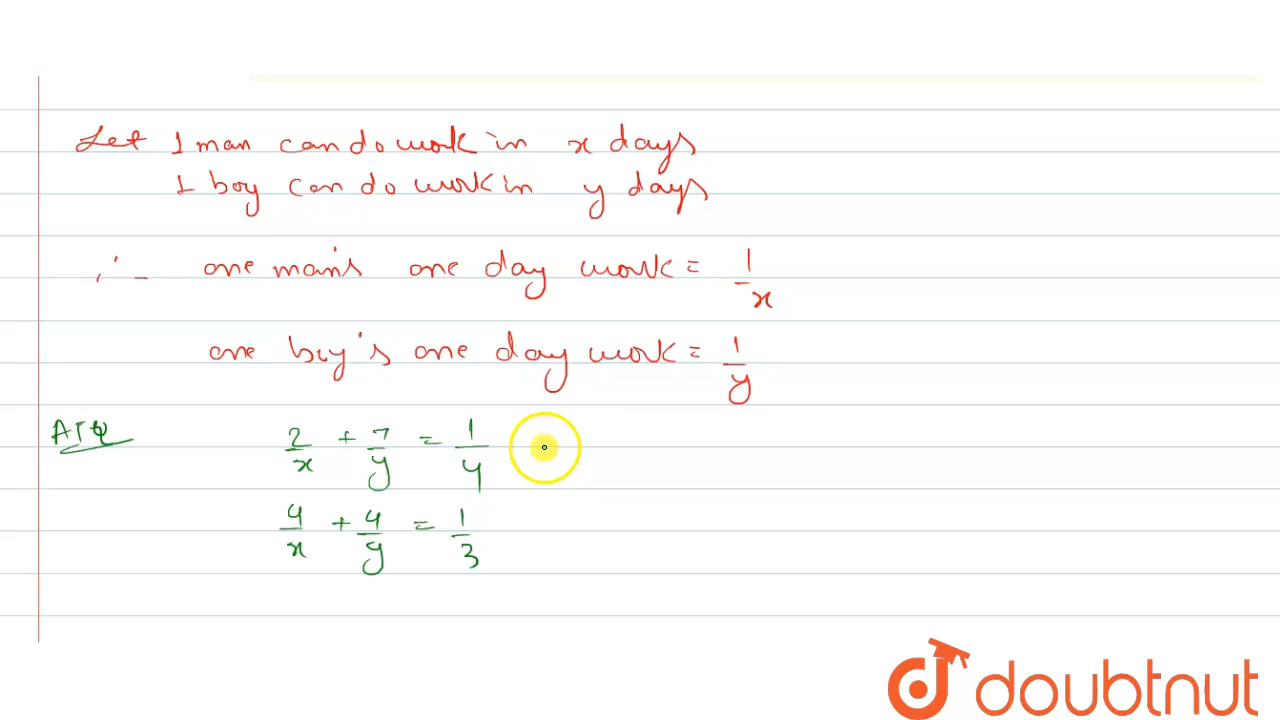 Let 1 man can do work in x days
1 boy can do work in y days
∴ one man's one day work = 1/x
one boy's one day work = 1/y
ATQ 2/x + 7/y = 1/4
4/x + 4/y = 1/3
doubtnut